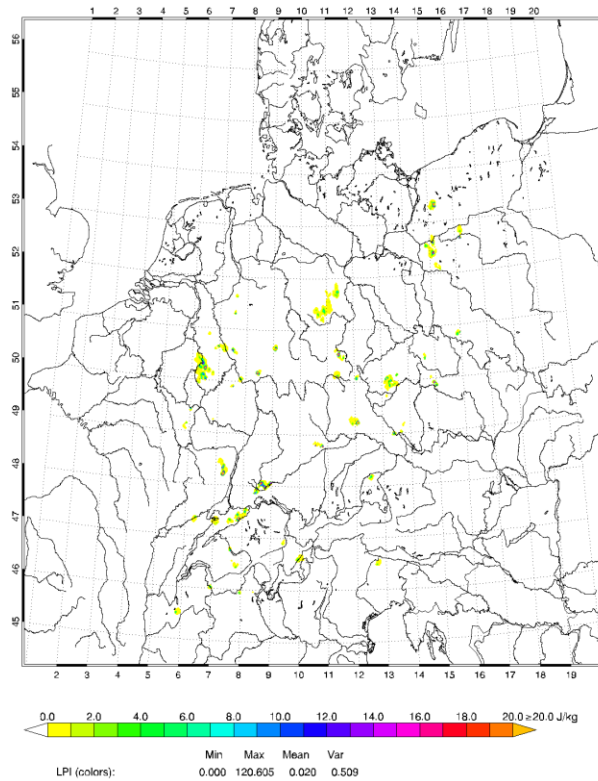 1 2 3 4 5 6 7 8 9 10 11 12 13 14 15 16 17 18 19 20
56
55
54
53
52
51
50
49
48
47
46
45
2 3 4 5 6 7 8 9 10 11 12 13 14 15 16 17 18 19
0.0 2.0 4.0 6.0 8.0 10.0 12.0 14.0 16.0 18.0 20.0 ≥20.0 J/kg
Min Max Mean Var
LPI (colors): 0.000 120.605 0.020 0.509